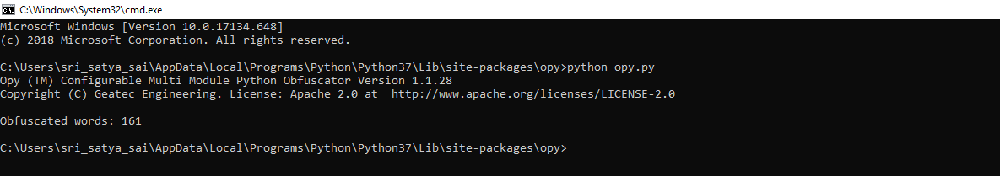 C:\Windows\System32\cmd.exe
Microsoft Windows [Version 10.0.17134.648]
(c) 2018 Microsoft Corporation. All rights reserved.
C:\Users\sri_satya_sai\AppData\Local\Programs\Python\Python37\Lib\site-packages\opy>python opy.py
Opy (TM) Configurable Multi Module Python Obfuscator Version 1.1.28
Copyright (C) Geatec Engineering. License: Apache 2.0 at  http://www.apache.org/licenses/LICENSE-2.0
Obfuscated words: 161
C:\Users\sri_satya_sai\AppData\Local\Programs\Python\Python37\Lib\site-packages\opy>